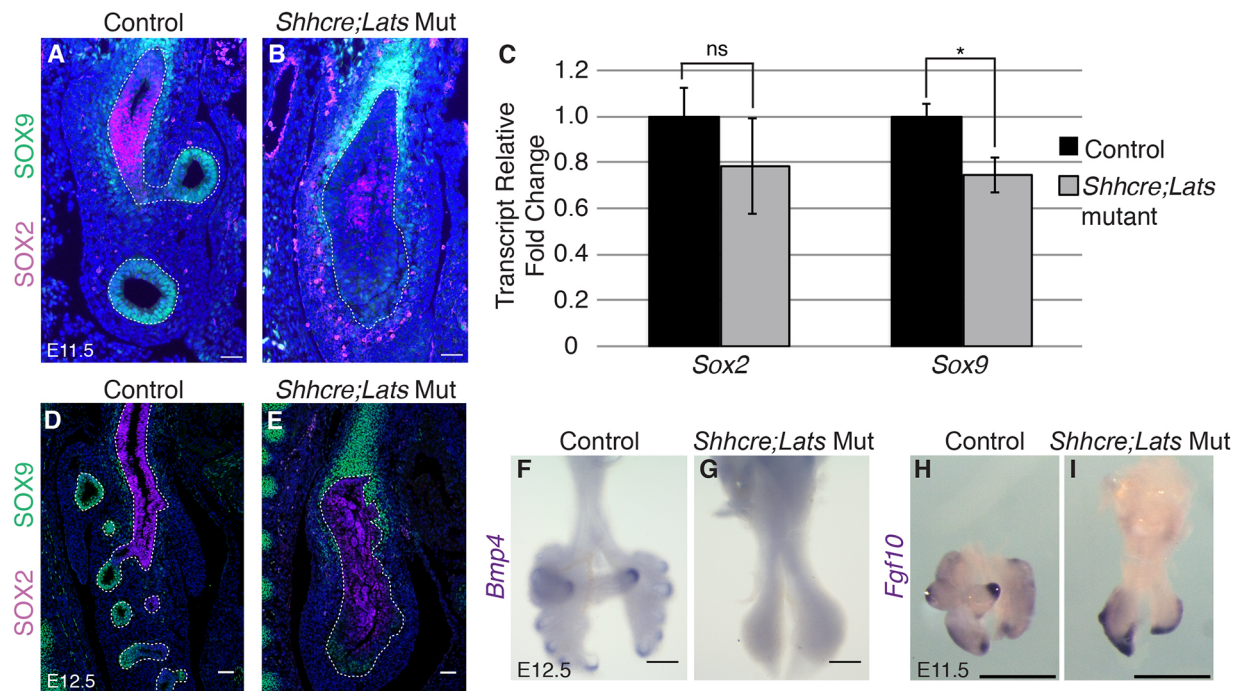 Control
Shhcre;Lats Mut
A
B
SOX2 SOX9
E11.5
C
ns
*
1.2
1.0
0.8
0.6
0.4
0.2
0
Transcript Relative
Fold Change
Sox2
Sox9
Control
Shhcre;Lats
mutant
Control
Shhcre;Lats Mut
D
E
SOX2 SOX9
E12.5
Control
Shhcre;Lats Mut
F
G
Bmp4
E12.5
Control
Shhcre;Lats Mut
H
I
Fgf10
E11.5